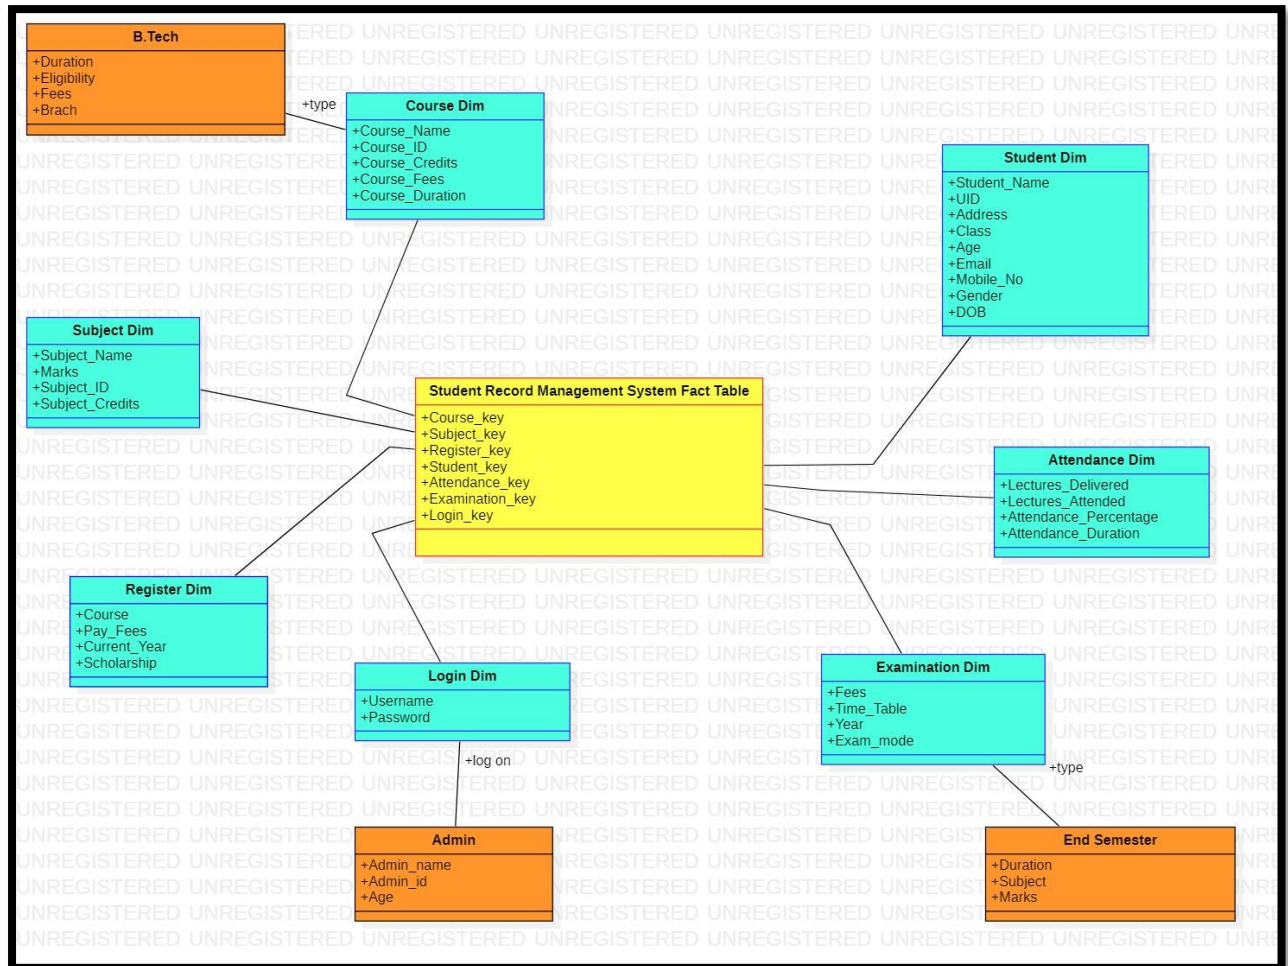 B.Tech
+Duration
+Eligibility
+Fees
+Brach
+type
Course Dim
+Course_Name
+Course_ID
+Course_Credits
+Course_Fees
+Course_Duration
Student Dim
+Student_Name
+UID
+Address
+Class
+Age
+Email
+Mobile_No
+Gender
+DOB
Subject Dim
+Subject_Name
+Marks
+Subject_ID
+Subject_Credits
Student Record Management System Fact Table
+Course_key
+Subject_key
+Register_key
+Student_key
+Attendance_key
+Examination_key
+Login_key
Attendance Dim
+Lectures_Delivered
+Lectures_Attended
+Attendance_Percentage
+Attendance_Duration
Register Dim
+Course
+Pay_Fees
+Current_Year
+Scholarship
Login Dim
+Username
+Password
+log on
Examination Dim
+Fees
+Time_Table
+Year
+Exam_mode
+type
Admin
+Admin_name
+Admin_id
+Age
End Semester
+Duration
+Subject
+Marks
UNREGISTERED